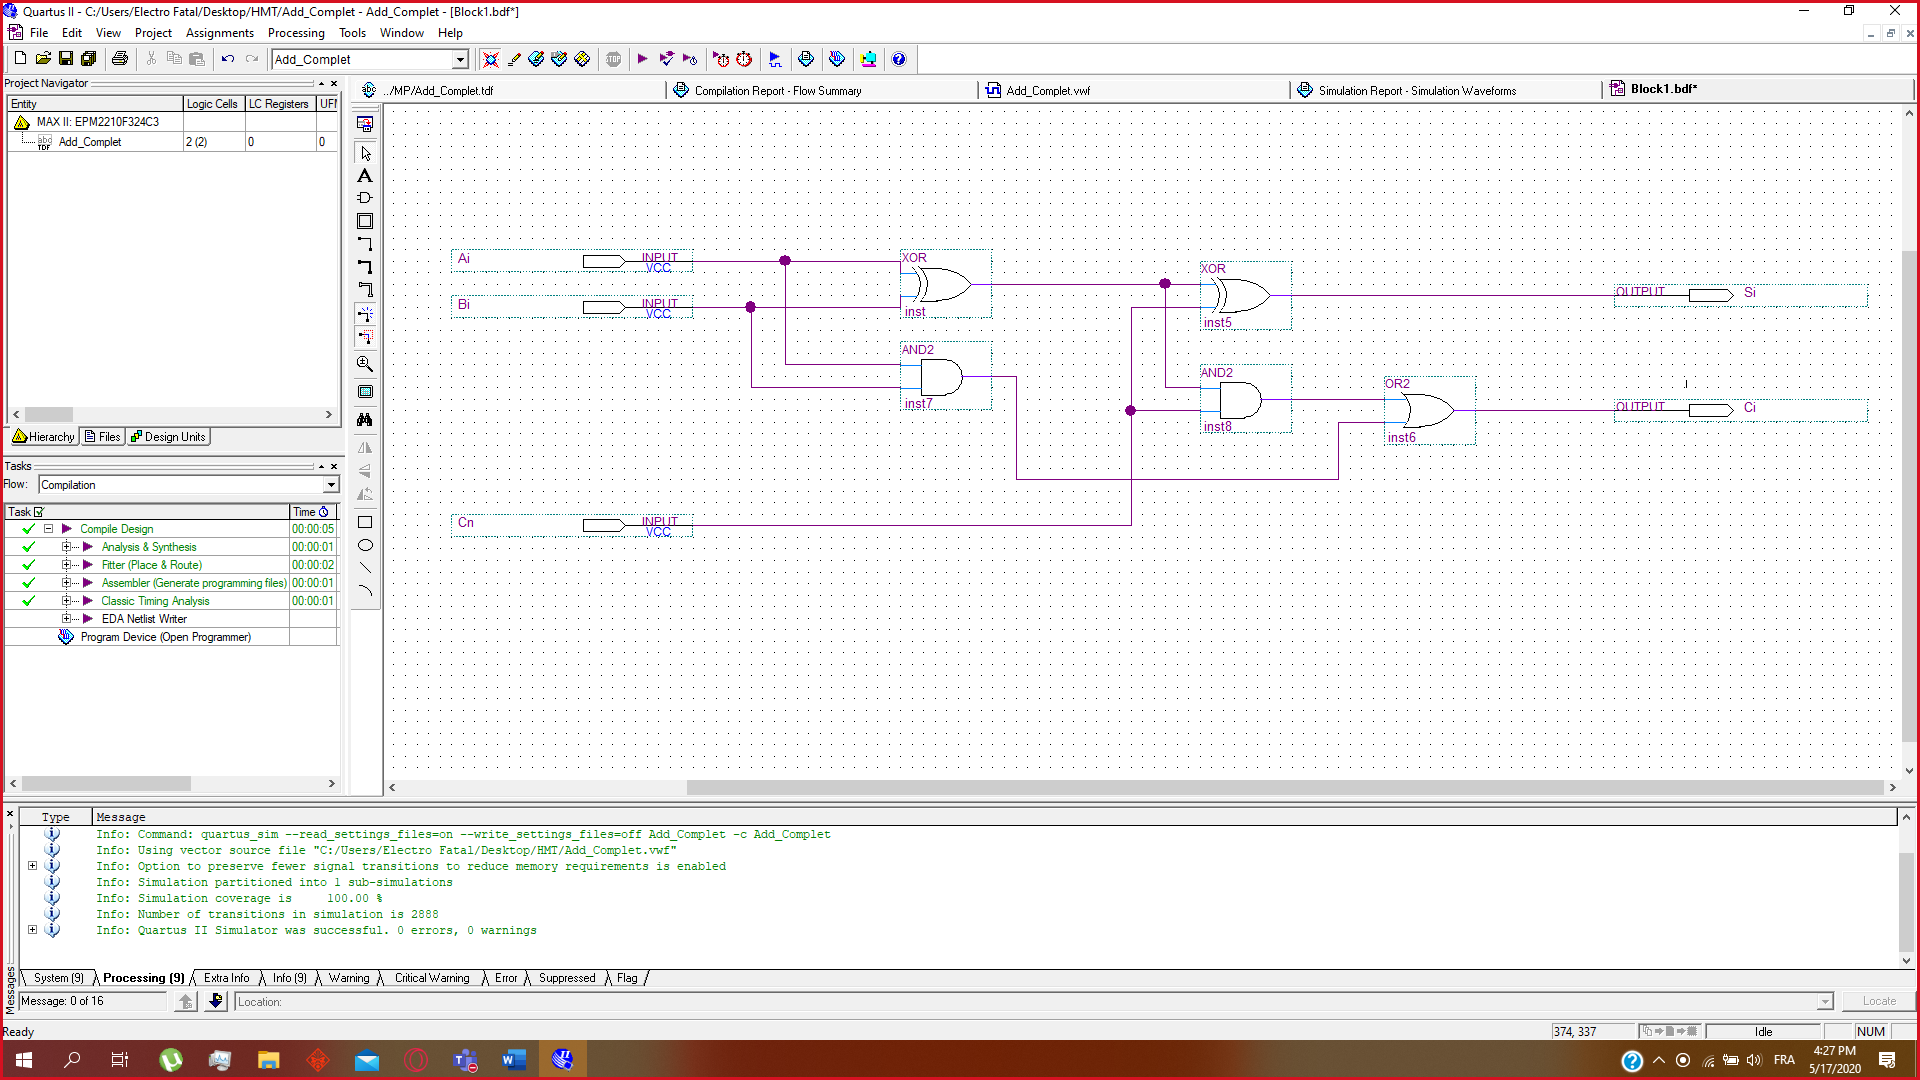 Quartus II - C:/Users/Electro Fatal/Desktop/HMT/Add_Complet - Add_Complet - [Block1.bdf*]
File Edit View Project Assignments Processing Tools Window Help
Add_Complet
STOP
Project Navigator
../MP/Add_Complet.tdf
Compilation Report - Flow Summary
Add_Complet.vwf
Simulation Report - Simulation Waveforms
Block1.bdf*
Entity Logic Cells LC Registers UFM
MAX II: EPM2210F324C3
abc
TDF
Add_Complet 2 (2) 0 0
Hierarchy Files Design Units
Tasks
Flow: Compilation
Task Time
Compile Design 00:00:05
Analysis & Synthesis 00:00:01
Fitter (Place & Route) 00:00:02
Assembler (Generate programming files) 00:00:01
Classic Timing Analysis 00:00:01
EDA Netlist Writer
Program Device (Open Programmer)
A
Ai INPUT
VCC
Bi INPUT
VCC
XOR
inst
AND2
inst7
XOR
inst5
AND2
inst8
OR2
inst6
OUTPUT Si
OUTPUT Ci
Cn INPUT
VCC
Type Message
Info: Command: quartus_sim --read_settings_files=on --write_settings_files=off Add_Complet -c Add_Complet
Info: Using vector source file "C:/Users/Electro Fatal/Desktop/HMT/Add_Complet.vwf"
Info: Option to preserve fewer signal transitions to reduce memory requirements is enabled
Info: Simulation partitioned into 1 sub-simulations
Info: Simulation coverage is 100.00 %
Info: Number of transitions in simulation is 2888
Info: Quartus II Simulator was successful. 0 errors, 0 warnings
System (9) Processing (9) Extra Info Info (9) Warning Critical Warning Error Suppressed Flag
Messages
Message: 0 of 16
Location:
Locate
Ready
374, 337
Idle
NUM
FRA
4:27 PM
5/17/2020